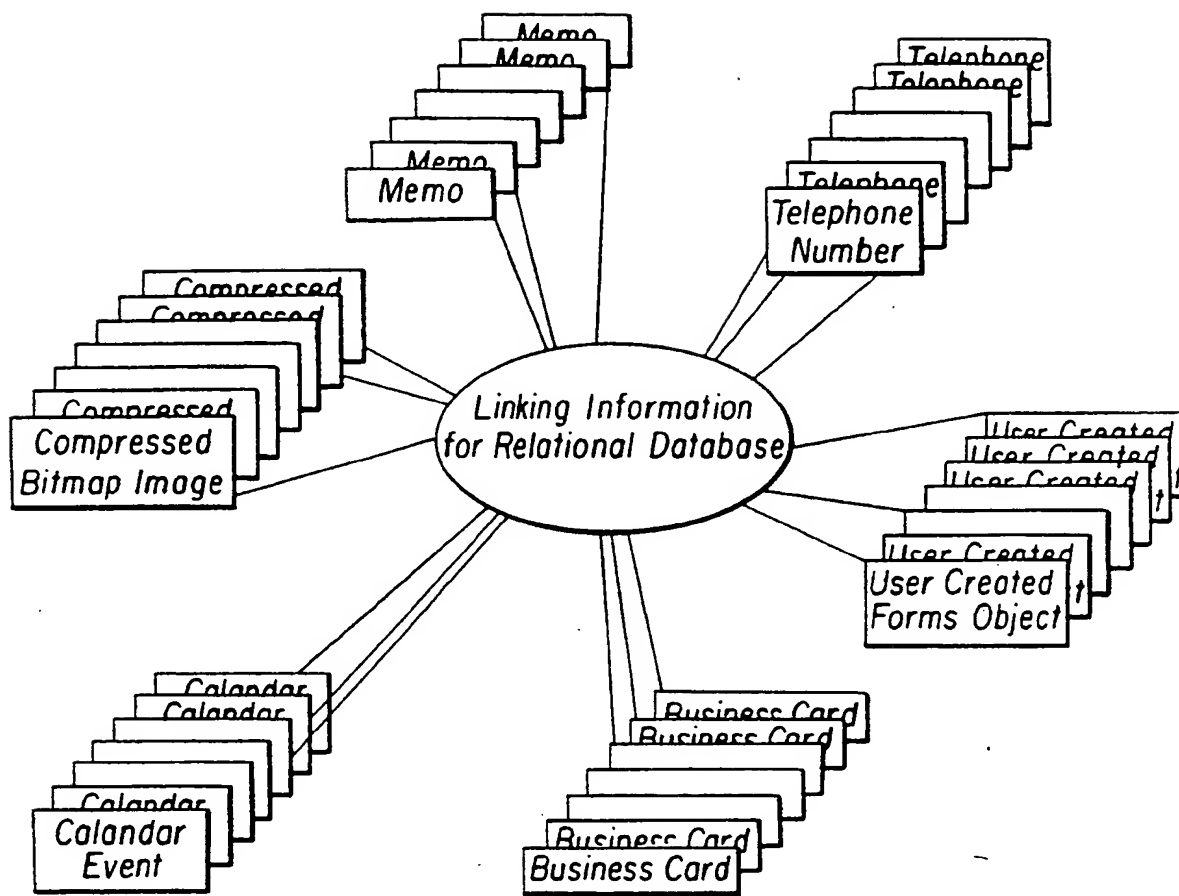 Memo
Memo
Memo
Memo
Telephone
Telephone
Telephone
Telephone
Number
Compressed
Compressed
Compressed
Compressed
Bitmap Image
Linking Information
for Relational Database
User Created
User Created
User Created
t
t
User Created
User Created
t
Forms Object
Calandar
Calandar
Calandar
Calandar
Event
Business Card
Business Card
Business Card
Business Card